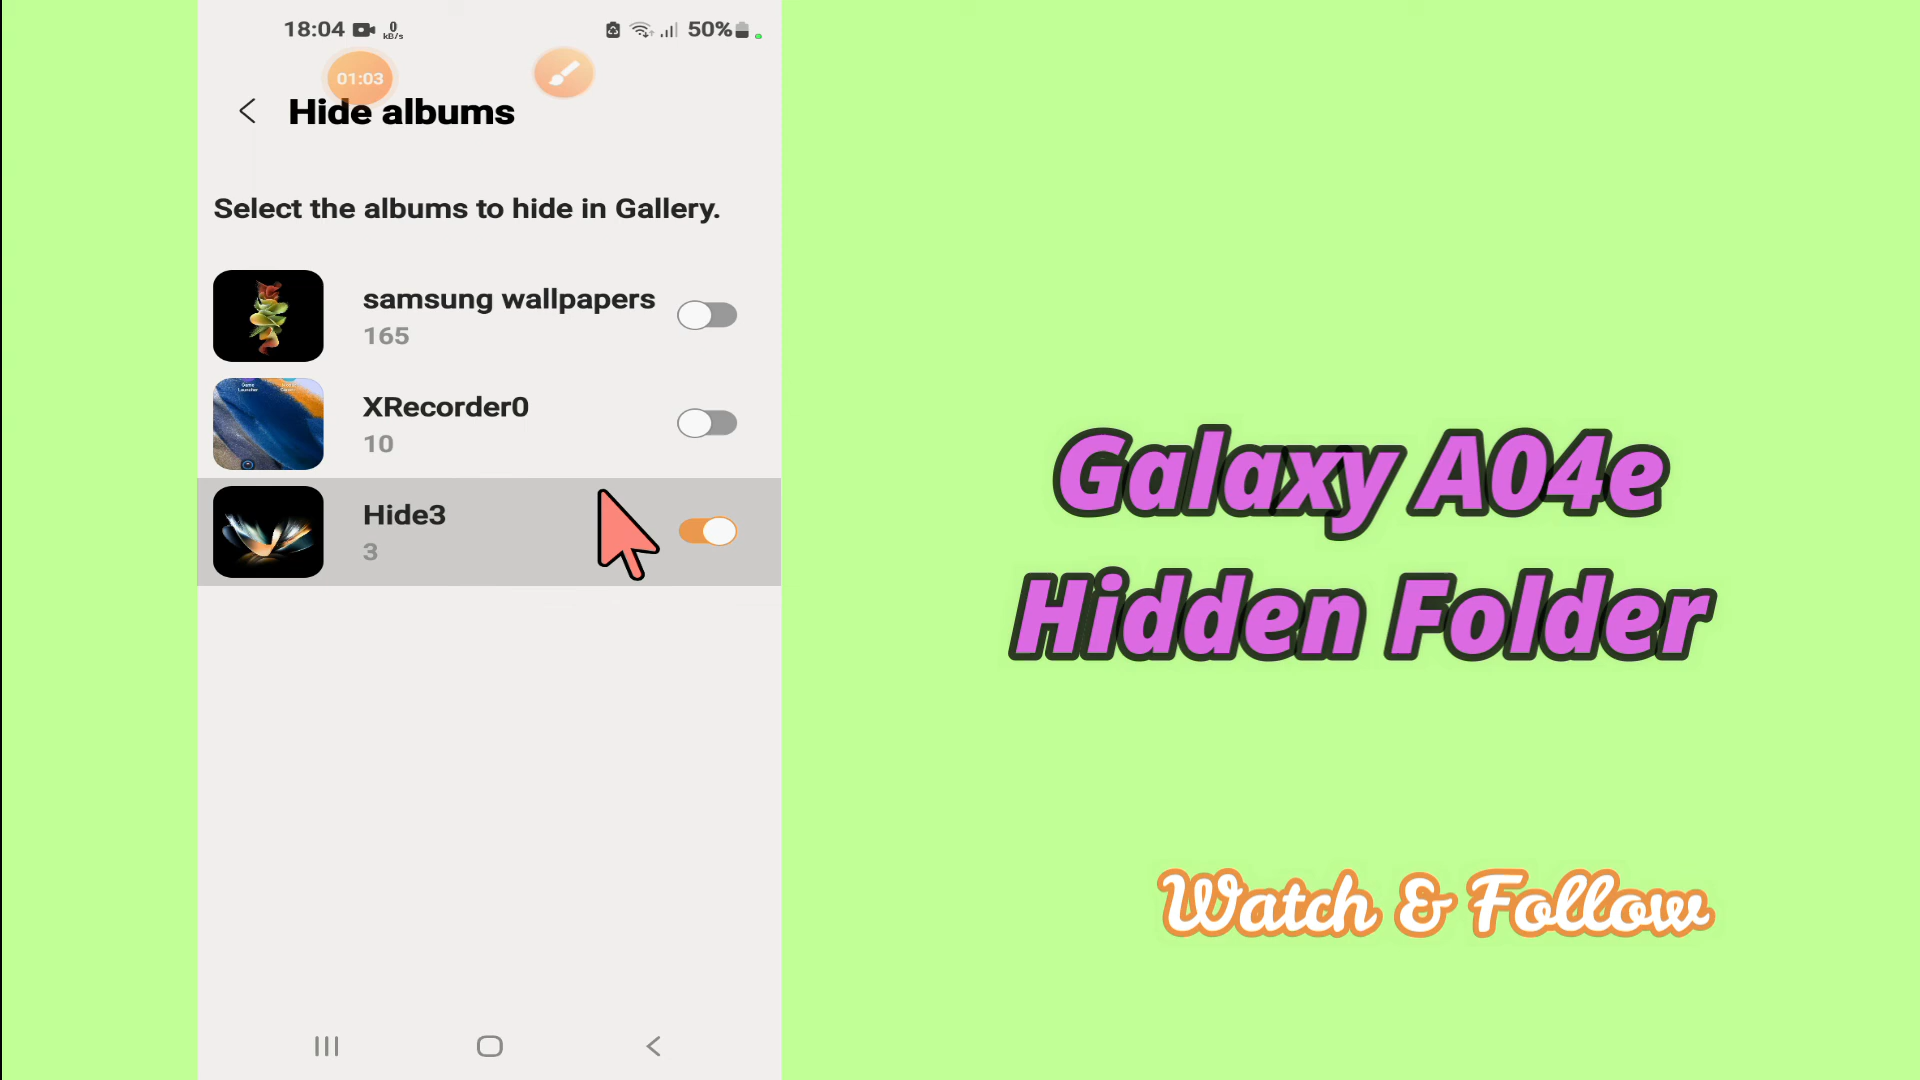 18:04 0 kB/s 50%
01:03
Hide albums
Select the albums to hide in Gallery.
samsung wallpapers
165
XRecorder0
10
Hide3
3
Galaxy A04e
Hidden Folder
Watch & Follow